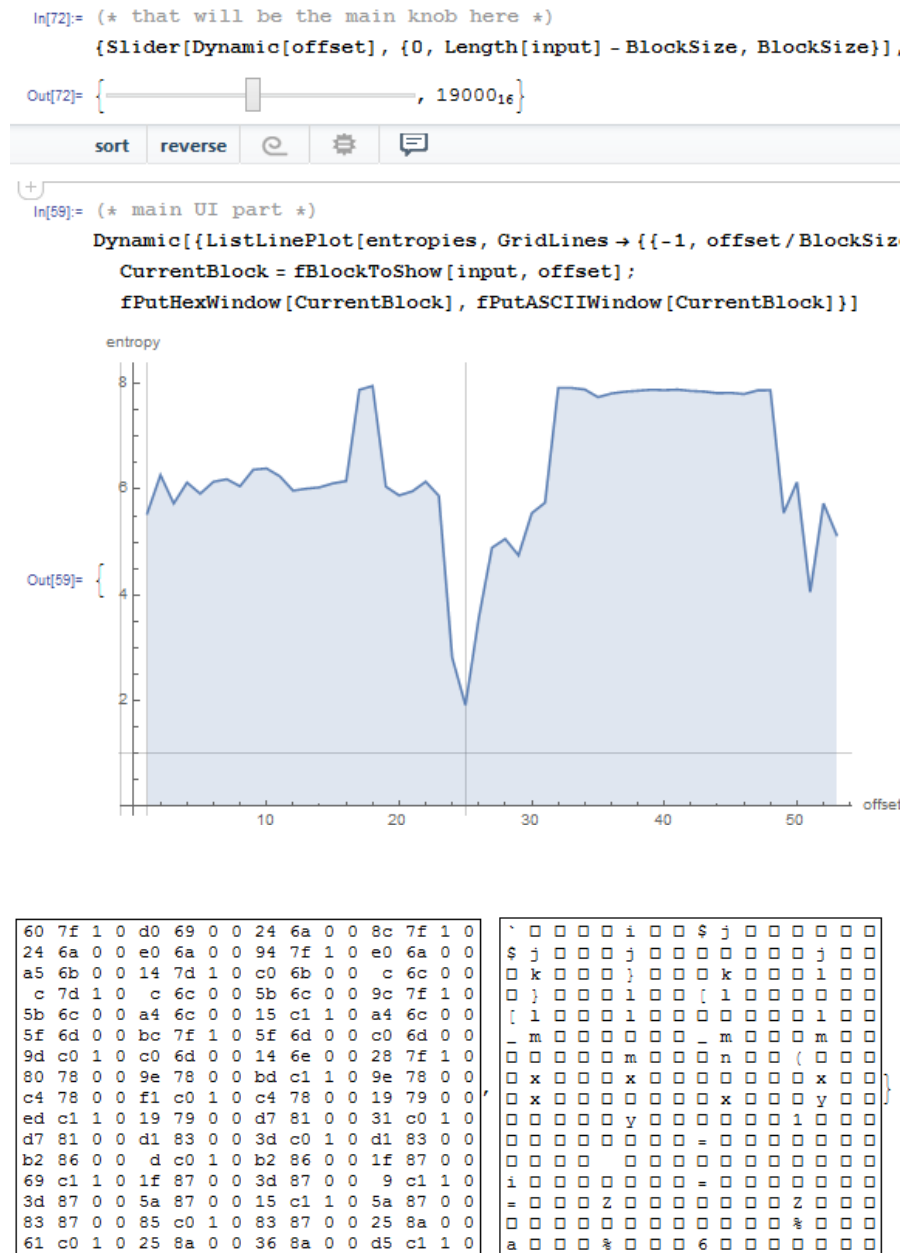 In[72]:= (* that will be the main knob here *)
{Slider[Dynamic[offset], {0, Length[input] - BlockSize, BlockSize}],
Out[72]= { , 19000₁₆}
sort reverse
In[59]:= (* main UI part *)
Dynamic[{ListLinePlot[entropies, GridLines → {{-1, offset / BlockSize
CurrentBlock = fBlockToShow[input, offset];
fPutHexWindow[CurrentBlock], fPutASCIIWindow[CurrentBlock]}]
entropy
8
6
Out[59]= {
4
2
10 20 30 40 50 offset
60 7f 1 0 d0 69 0 0 24 6a 0 0 8c 7f 1 0
24 6a 0 0 e0 6a 0 0 94 7f 1 0 e0 6a 0 0
a5 6b 0 0 14 7d 1 0 c0 6b 0 0 c 6c 0 0
c 7d 1 0 c 6c 0 0 5b 6c 0 0 9c 7f 1 0
5b 6c 0 0 a4 6c 0 0 15 c1 1 0 a4 6c 0 0
5f 6d 0 0 bc 7f 1 0 5f 6d 0 0 c0 6d 0 0
9d c0 1 0 c0 6d 0 0 14 6e 0 0 28 7f 1 0
80 78 0 0 9e 78 0 0 bd c1 1 0 9e 78 0 0
c4 78 0 0 f1 c0 1 0 c4 78 0 0 19 79 0 0
ed c1 1 0 19 79 0 0 d7 81 0 0 31 c0 1 0
d7 81 0 0 d1 83 0 0 3d c0 1 0 d1 83 0 0
b2 86 0 0 d c0 1 0 b2 86 0 0 1f 87 0 0
69 c1 1 0 1f 87 0 0 3d 87 0 0 9 c1 1 0
3d 87 0 0 5a 87 0 0 15 c1 1 0 5a 87 0 0
83 87 0 0 85 c0 1 0 83 87 0 0 25 8a 0 0
61 c0 1 0 25 8a 0 0 36 8a 0 0 d5 c1 1 0
,
` □ □ □ □ i □ □ $ j □ □ □ □ □ □
$ j □ □ □ j □ □ □ □ □ □ □ j □ □
□ k □ □ □ } □ □ □ k □ □ □ l □ □
□ } □ □ □ l □ □ [ l □ □ □ □ □ □
[ l □ □ □ l □ □ □ □ □ □ □ l □ □
_ m □ □ □ □ □ □ _ m □ □ □ m □ □
□ □ □ □ □ m □ □ □ n □ □ ( □ □ □
□ x □ □ □ x □ □ □ □ □ □ □ x □ □
□ x □ □ □ □ □ □ □ x □ □ □ y □ □
□ □ □ □ □ y □ □ □ □ □ □ 1 □ □ □
□ □ □ □ □ □ □ □ = □ □ □ □ □ □ □
□ □ □ □   □ □ □ □ □ □ □ □ □ □ □
i □ □ □ □ □ □ □ = □ □ □ □ □ □ □
= □ □ □ Z □ □ □ □ □ □ □ Z □ □ □
□ □ □ □ □ □ □ □ □ □ □ □ % □ □ □
a □ □ □ % □ □ □ 6 □ □ □ □ □ □ □
}